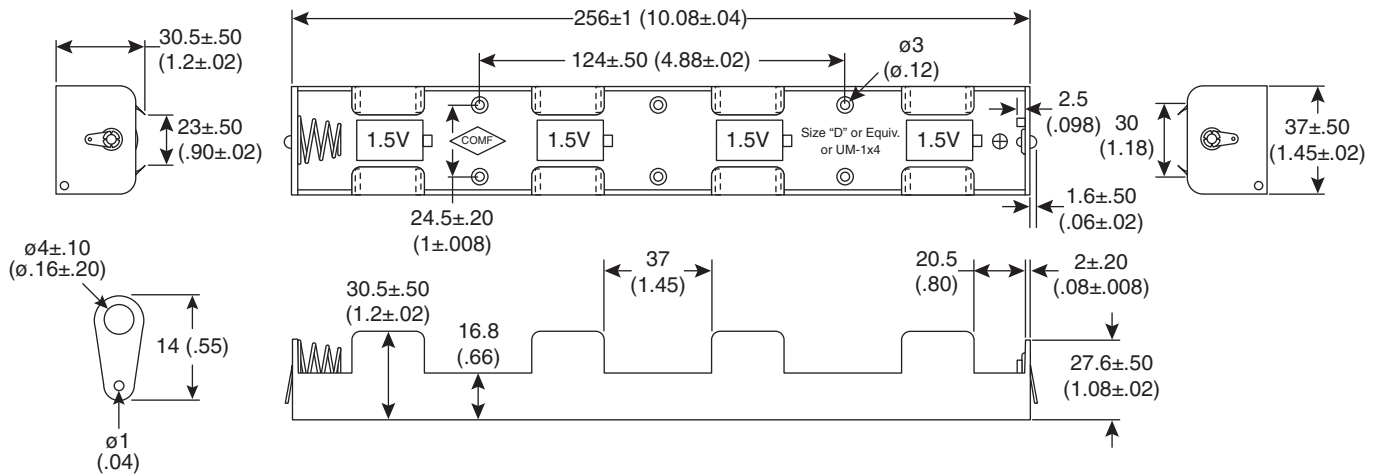 256±1 (10.08±.04)
30.5±.50
(1.2±.02)
124±.50 (4.88±.02)
ø3
(ø.12)
2.5
(.098)
23±.50
(.90±.02)
30
(1.18)
37±.50
(1.45±.02)
1.5V
COMF
1.5V
1.5V
Size “D” or Equiv.
or UM-1x4
1.5V
24.5±.20
(1±.008)
1.6±.50
(.06±.02)
ø4±.10
(ø.16±.20)
14 (.55)
ø1
(.04)
30.5±.50
(1.2±.02)
16.8
(.66)
37
(1.45)
20.5
(.80)
2±.20
(.08±.008)
27.6±.50
(1.08±.02)